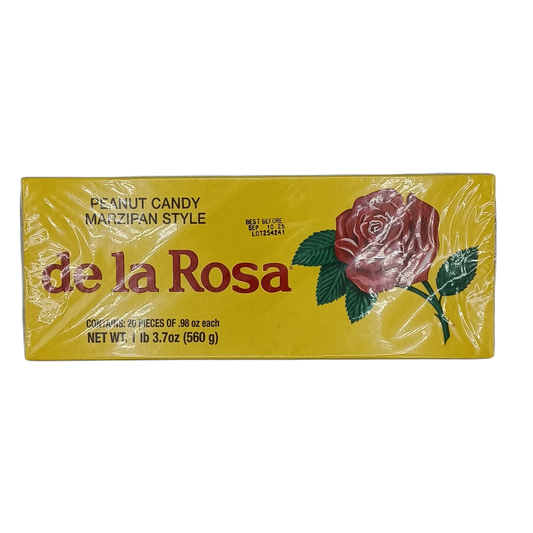 PEANUT CANDY
MARZIPAN STYLE
BEST BEFORE
SEP 10 25
LOT254241
de la Rosa
CONTAINS: 20 PIECES OF .98 oz each
NET WT. 1 lb 3.7oz (560 g)